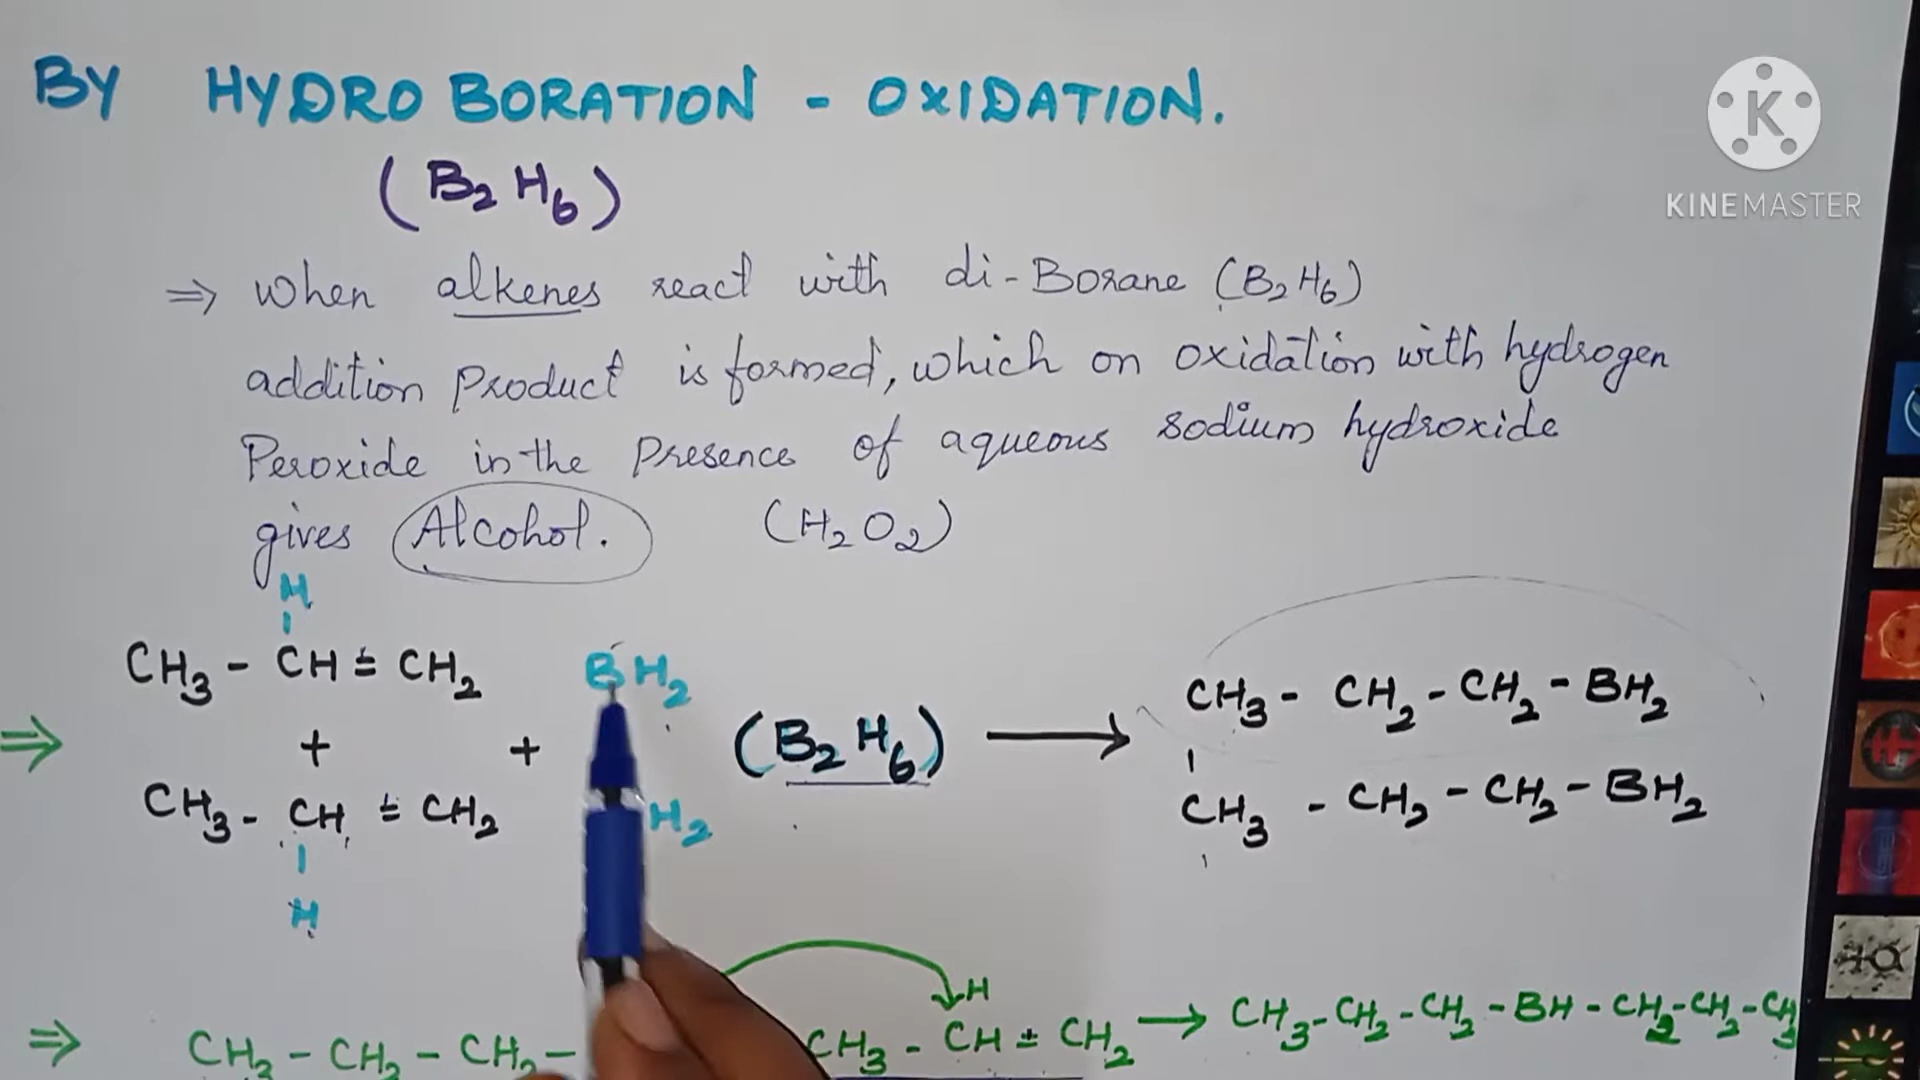 BY HYDRO BORATION - OXIDATION.
K
KINEMASTER
(B₂H₆)
⇒ When alkenes react with di-Borane (B₂H₆)
addition Product is formed, which on oxidation with hydrogen
Peroxide in the Presence of aqueous sodium hydroxide
gives Alcohol. (H₂O₂)
H
CH₃ - CH = CH₂ BH₂ CH₃ - CH₂ - CH₂ - BH₂
⇒ + + (B₂H₆) ⟶
CH₃ - CH = CH₂ H₂ CH₃ - CH₂ - CH₂ - BH₂
H
H
⇒ CH₃ - CH₂ - CH₂ - CH₃ - CH = CH₂ → CH₃-CH₂-CH₂-BH-CH₂-CH₂-CH₃